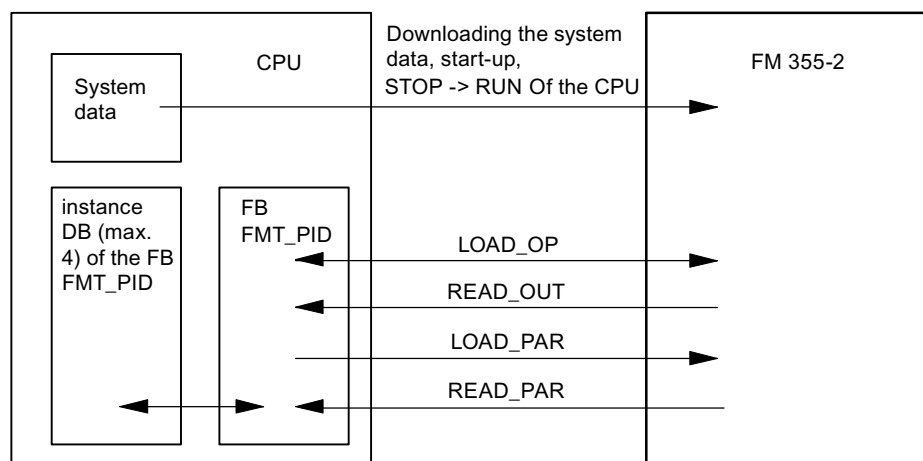 CPU
Downloading the system
data, start-up,
STOP -> RUN Of the CPU
FM 355-2
System
data
instance
DB (max.
4) of the FB
FMT_PID
FB
FMT_PID
LOAD_OP
READ_OUT
LOAD_PAR
READ_PAR